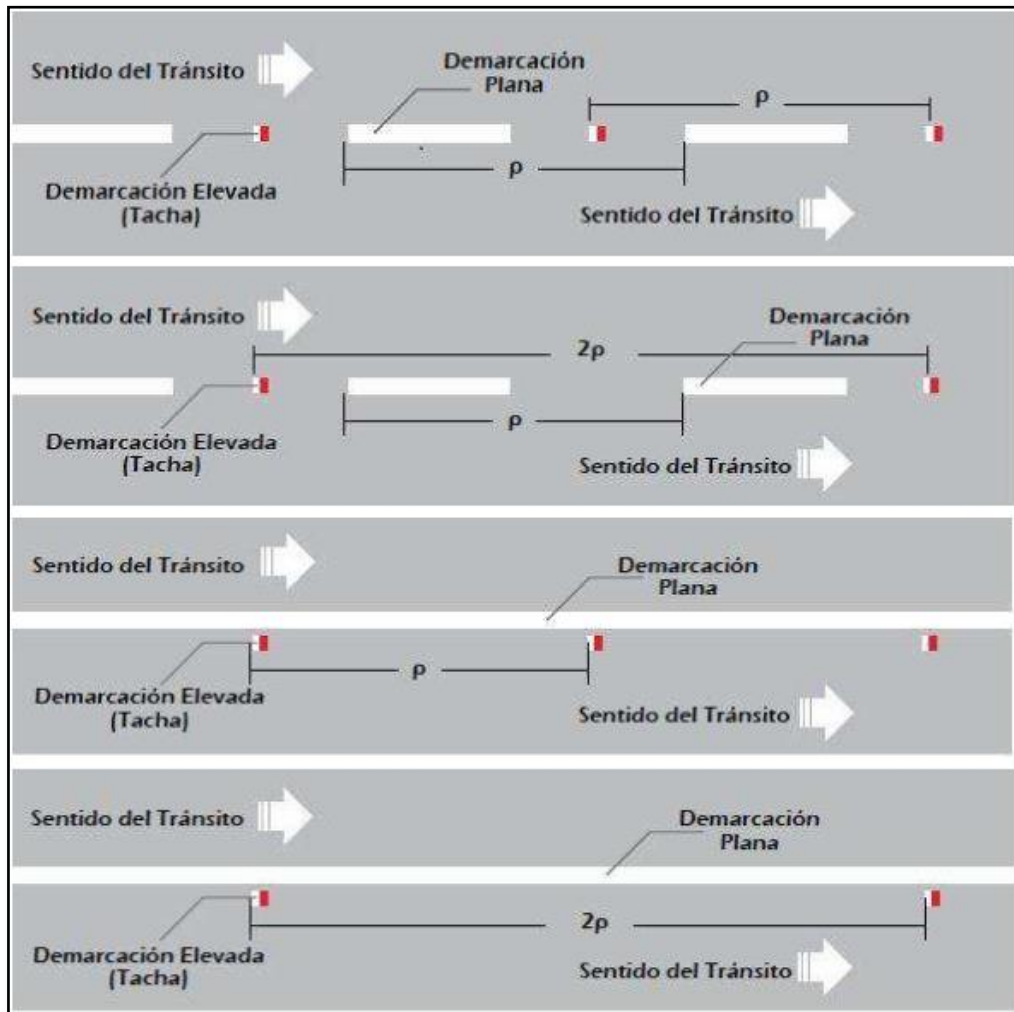 Sentido del Tránsito
Demarcación
Plana
ρ
ρ
Demarcación Elevada
(Tacha)
Sentido del Tránsito
Sentido del Tránsito
Demarcación
Plana
2ρ
ρ
Demarcación Elevada
(Tacha)
Sentido del Tránsito
Sentido del Tránsito
Demarcación
Plana
ρ
Demarcación Elevada
(Tacha)
Sentido del Tránsito
Sentido del Tránsito
Demarcación
Plana
2ρ
Demarcación Elevada
(Tacha)
Sentido del Tránsito